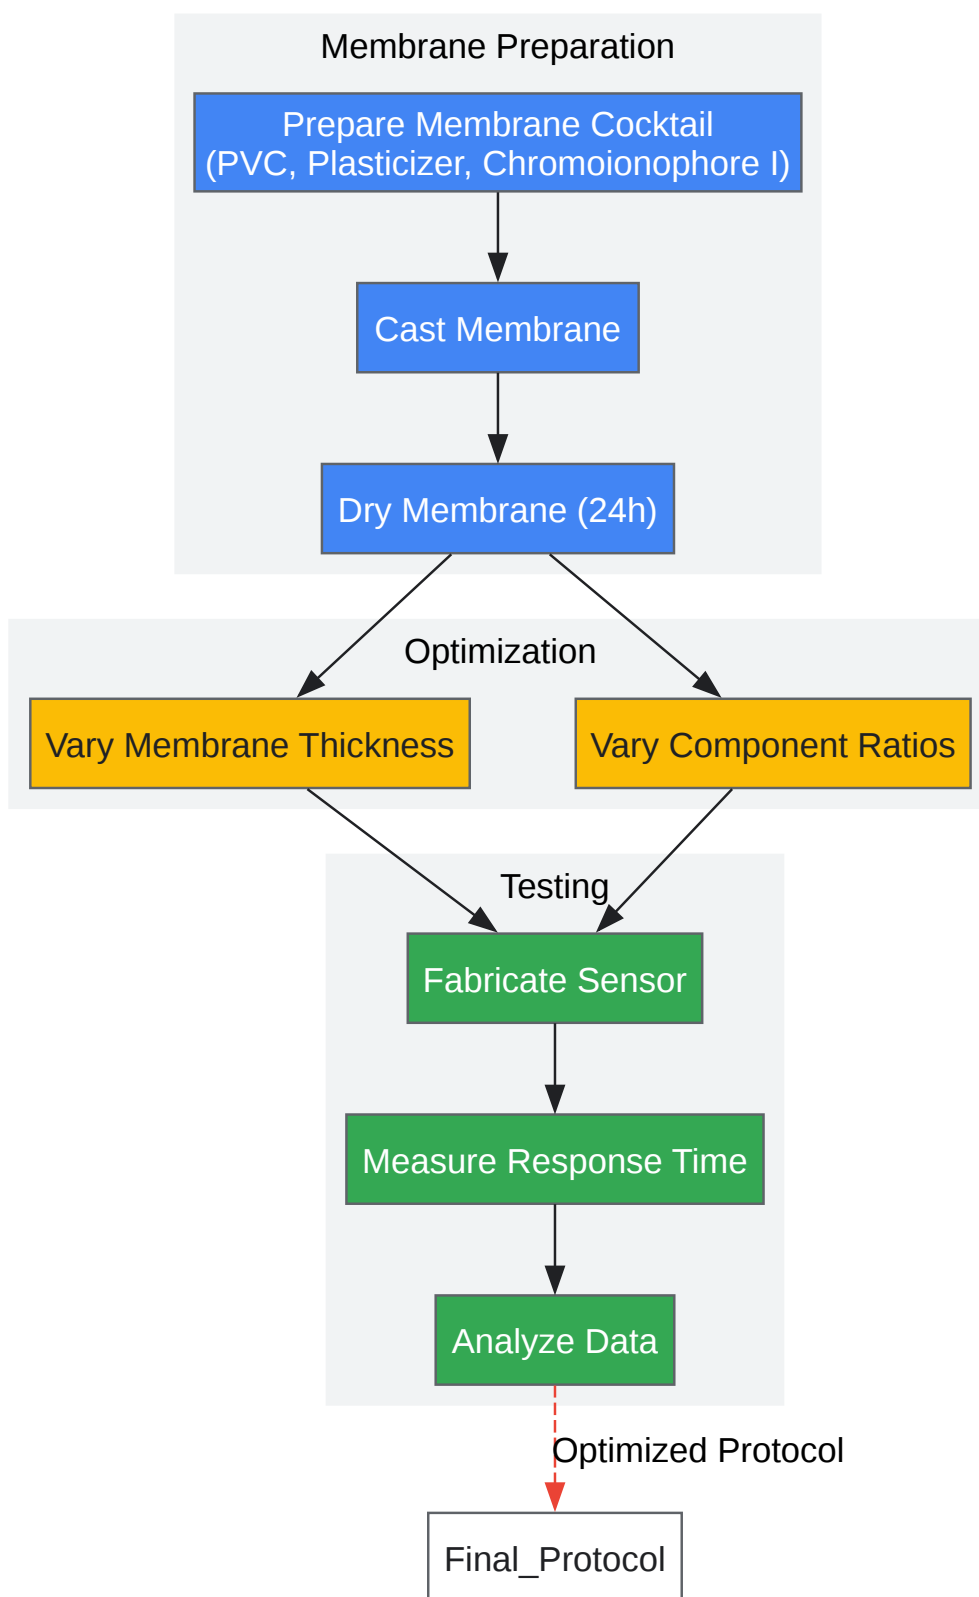 Membrane Preparation
Prepare Membrane Cocktail
(PVC, Plasticizer, Chromoionophore I)
Cast Membrane
Dry Membrane (24h)
Optimization
Vary Membrane Thickness
Vary Component Ratios
Testing
Fabricate Sensor
Measure Response Time
Analyze Data
Optimized Protocol
Final_Protocol